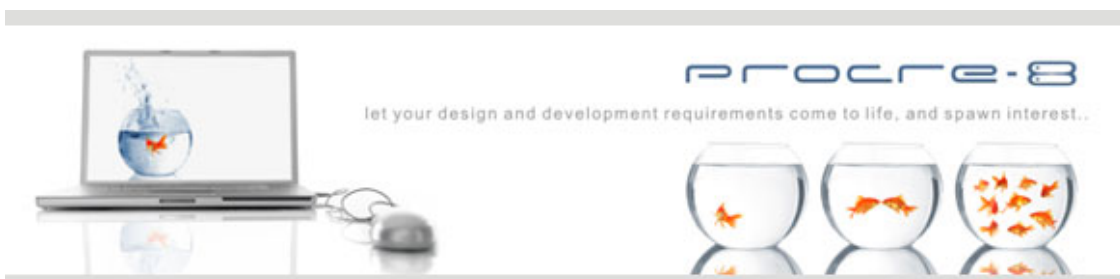 procre-8
let your design and development requirements come to life, and spawn interest..